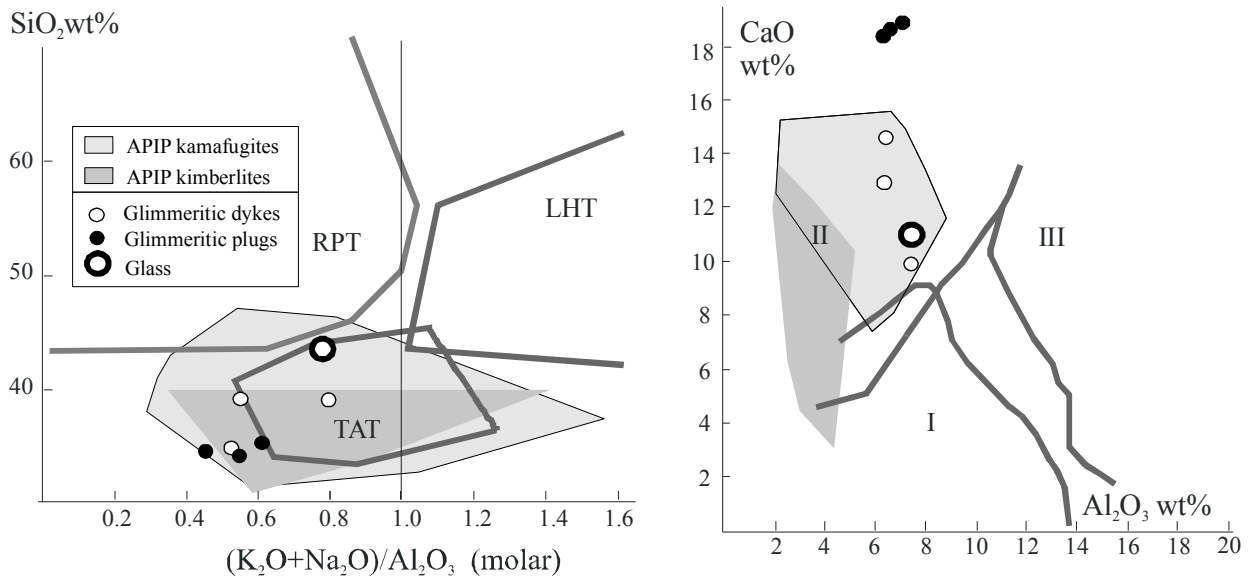 SiO2wt%
60
50
40
APIP kamafugites
APIP kimberlites
Glimmeritic dykes
Glimmeritic plugs
Glass
RPT
LHT
TAT
0.2 0.4 0.6 0.8 1.0 1.2 1.4 1.6
(K2O+Na2O)/Al2O3 (molar)
CaO
wt%
18
16
14
12
10
8
6
4
2
II
III
I
Al2O3 wt%
2 4 6 8 10 12 14 16 20